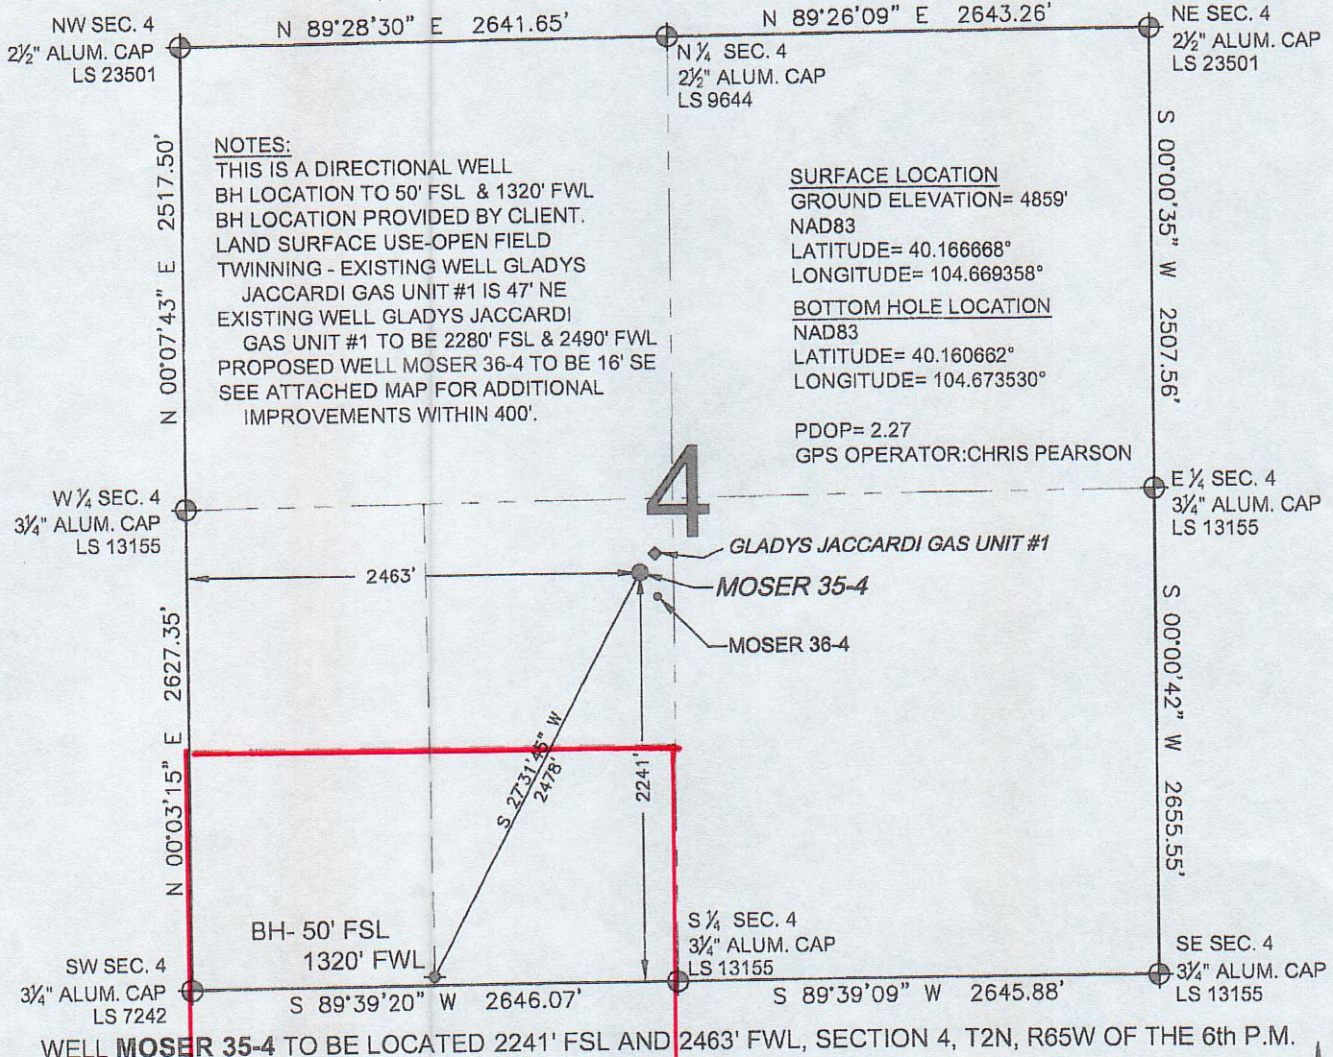 NW SEC. 4
2½" ALUM. CAP
LS 23501
N 89°28'30" E 2641.65'
N ¼ SEC. 4
2½" ALUM. CAP
LS 9644
N 89°26'09" E 2643.26'
NE SEC. 4
2½" ALUM. CAP
LS 23501
N 00°07'43" E 2517.50'
NOTES:
THIS IS A DIRECTIONAL WELL
BH LOCATION TO 50' FSL & 1320' FWL
BH LOCATION PROVIDED BY CLIENT.
LAND SURFACE USE-OPEN FIELD
TWINNING - EXISTING WELL GLADYS
JACCARDI GAS UNIT #1 IS 47' NE
EXISTING WELL GLADYS JACCARDI
GAS UNIT #1 TO BE 2280' FSL & 2490' FWL
PROPOSED WELL MOSER 36-4 TO BE 16' SE
SEE ATTACHED MAP FOR ADDITIONAL
IMPROVEMENTS WITHIN 400'.
SURFACE LOCATION
GROUND ELEVATION= 4859'
NAD83
LATITUDE= 40.166668°
LONGITUDE= 104.669358°
BOTTOM HOLE LOCATION
NAD83
LATITUDE= 40.160662°
LONGITUDE= 104.673530°
PDOP= 2.27
GPS OPERATOR:CHRIS PEARSON
S 00°00'35" W 2507.56'
4
W ¼ SEC. 4
3¼" ALUM. CAP
LS 13155
E ¼ SEC. 4
3¼" ALUM. CAP
LS 13155
GLADYS JACCARDI GAS UNIT #1
2463'
MOSER 35-4
MOSER 36-4
N 00°03'15" E 2627.35'
S 27°31'45" W
2478'
2241'
S 00°00'42" W 2655.55'
BH- 50' FSL
1320' FWL
SW SEC. 4
3¼" ALUM. CAP
LS 7242
S 89°39'20" W 2646.07'
S ¼ SEC. 4
3¼" ALUM. CAP
LS 13155
S 89°39'09" W 2645.88'
SE SEC. 4
3¼" ALUM. CAP
LS 13155
WELL MOSER 35-4 TO BE LOCATED 2241' FSL AND 2463' FWL, SECTION 4, T2N, R65W OF THE 6th P.M.